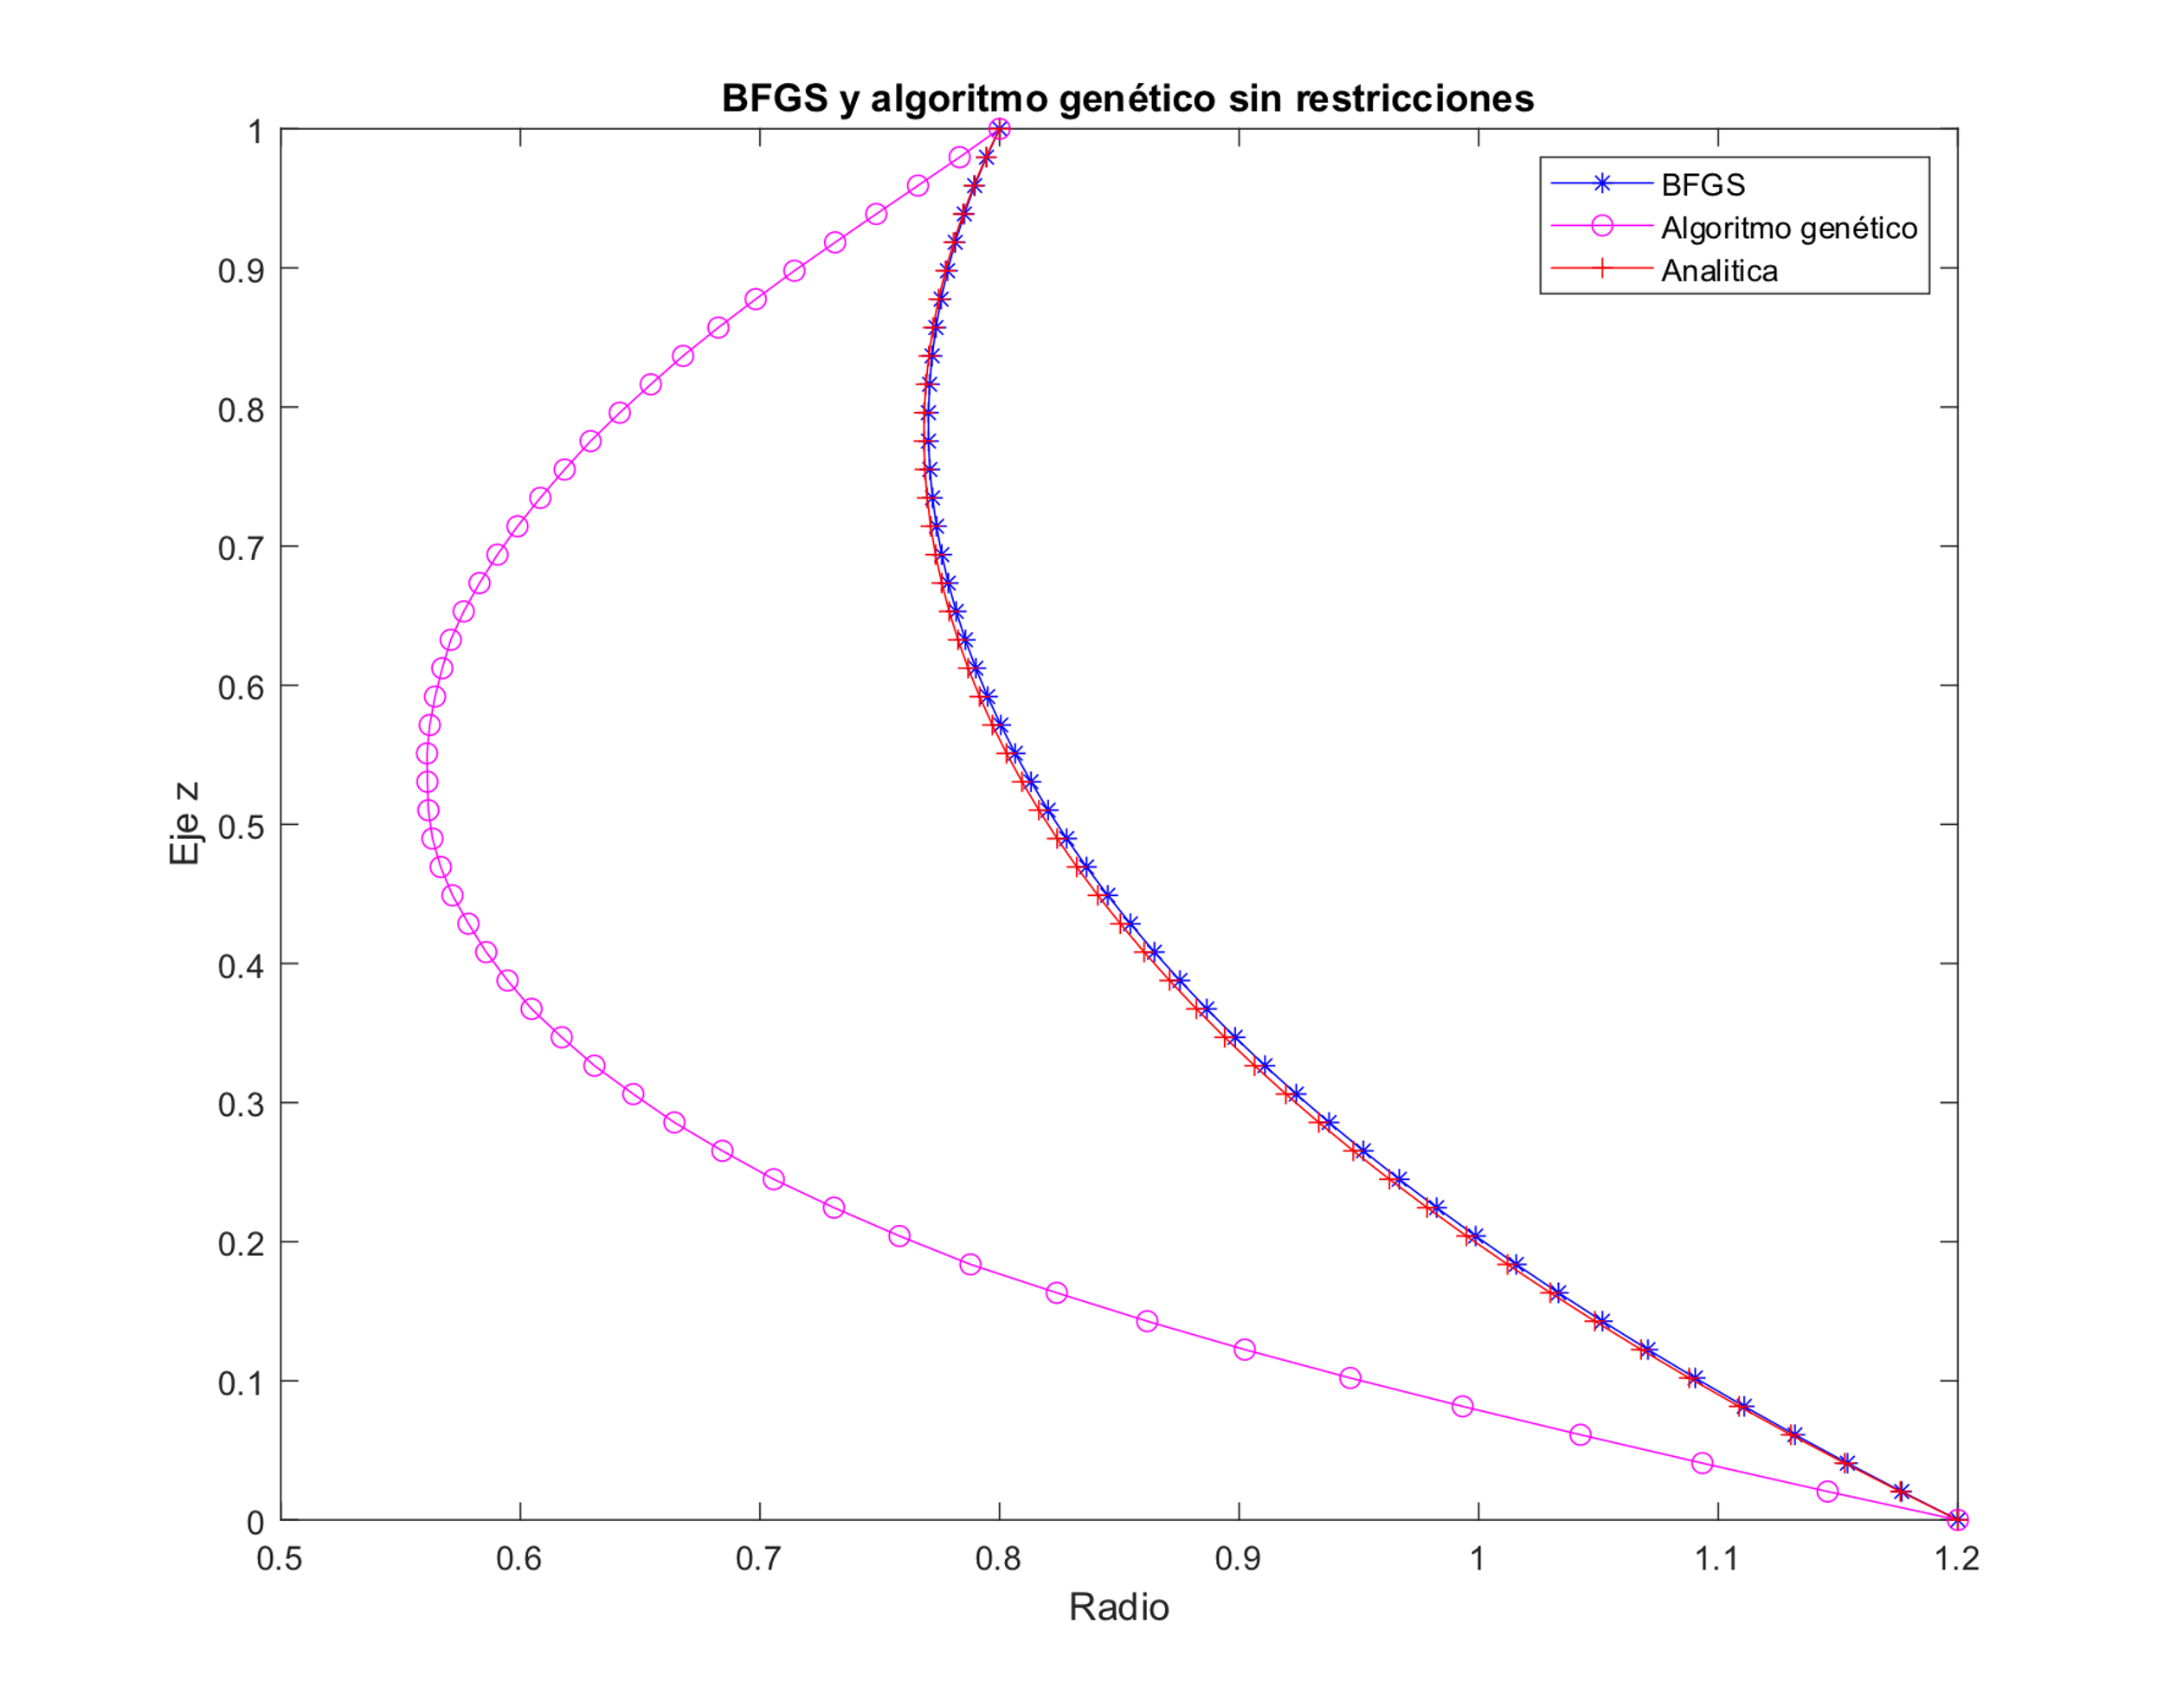 BFGS y algoritmo genético sin restricciones
BFGS
Algoritmo genético
Analitica
Eje z
1
0.9
0.8
0.7
0.6
0.5
0.4
0.3
0.2
0.1
0
0.5 0.6 0.7 0.8 0.9 1 1.1 1.2
Radio